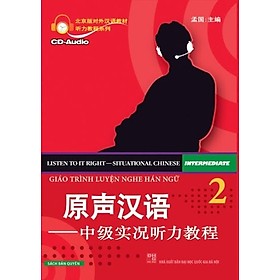 北京版对外汉语教材
听力教程系列
CD-Audio
孟国·主编
LISTEN TO IT RIGHT—SITUATIONAL CHINESE
INTERMEDIATE
GIÁO TRÌNH LUYỆN NGHE HÁN NGỮ
2
原声汉语
——中级实况听力教程
SÁCH BẢN QUYỀN
NHÀ XUẤT BẢN ĐẠI HỌC QUỐC GIA HÀ NỘI